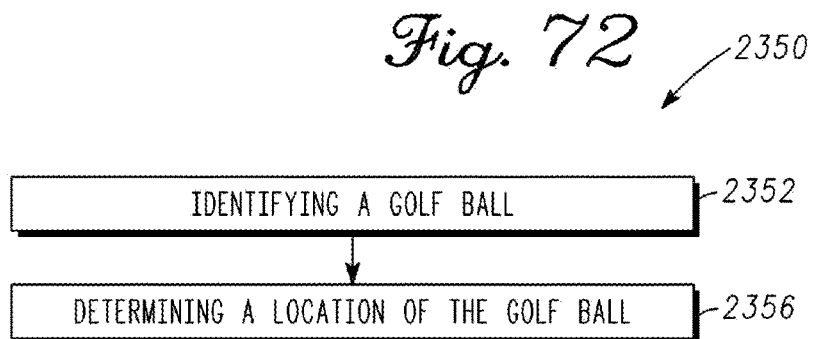 Fig. 72
2350
IDENTIFYING A GOLF BALL
2352
DETERMINING A LOCATION OF THE GOLF BALL
2356